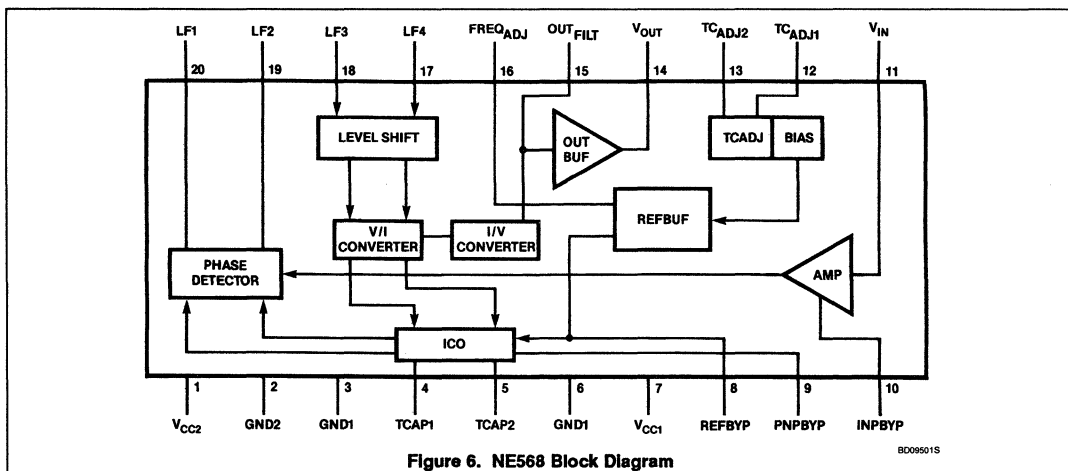 LF1 LF2 LF3 LF4 FREQADJ OUTFILT VOUT TCADJ2 TCADJ1 VIN
20 19 18 17 16 15 14 13 12 11
LEVEL SHIFT
OUT
BUF
TCADJ BIAS
REFBUF
V/I
CONVERTER
I/V
CONVERTER
PHASE
DETECTOR
AMP
ICO
1 2 3 4 5 6 7 8 9 10
VCC2 GND2 GND1 TCAP1 TCAP2 GND1 VCC1 REFBYP PNPBYP INPBYP
BD09501S
Figure 6. NE568 Block Diagram